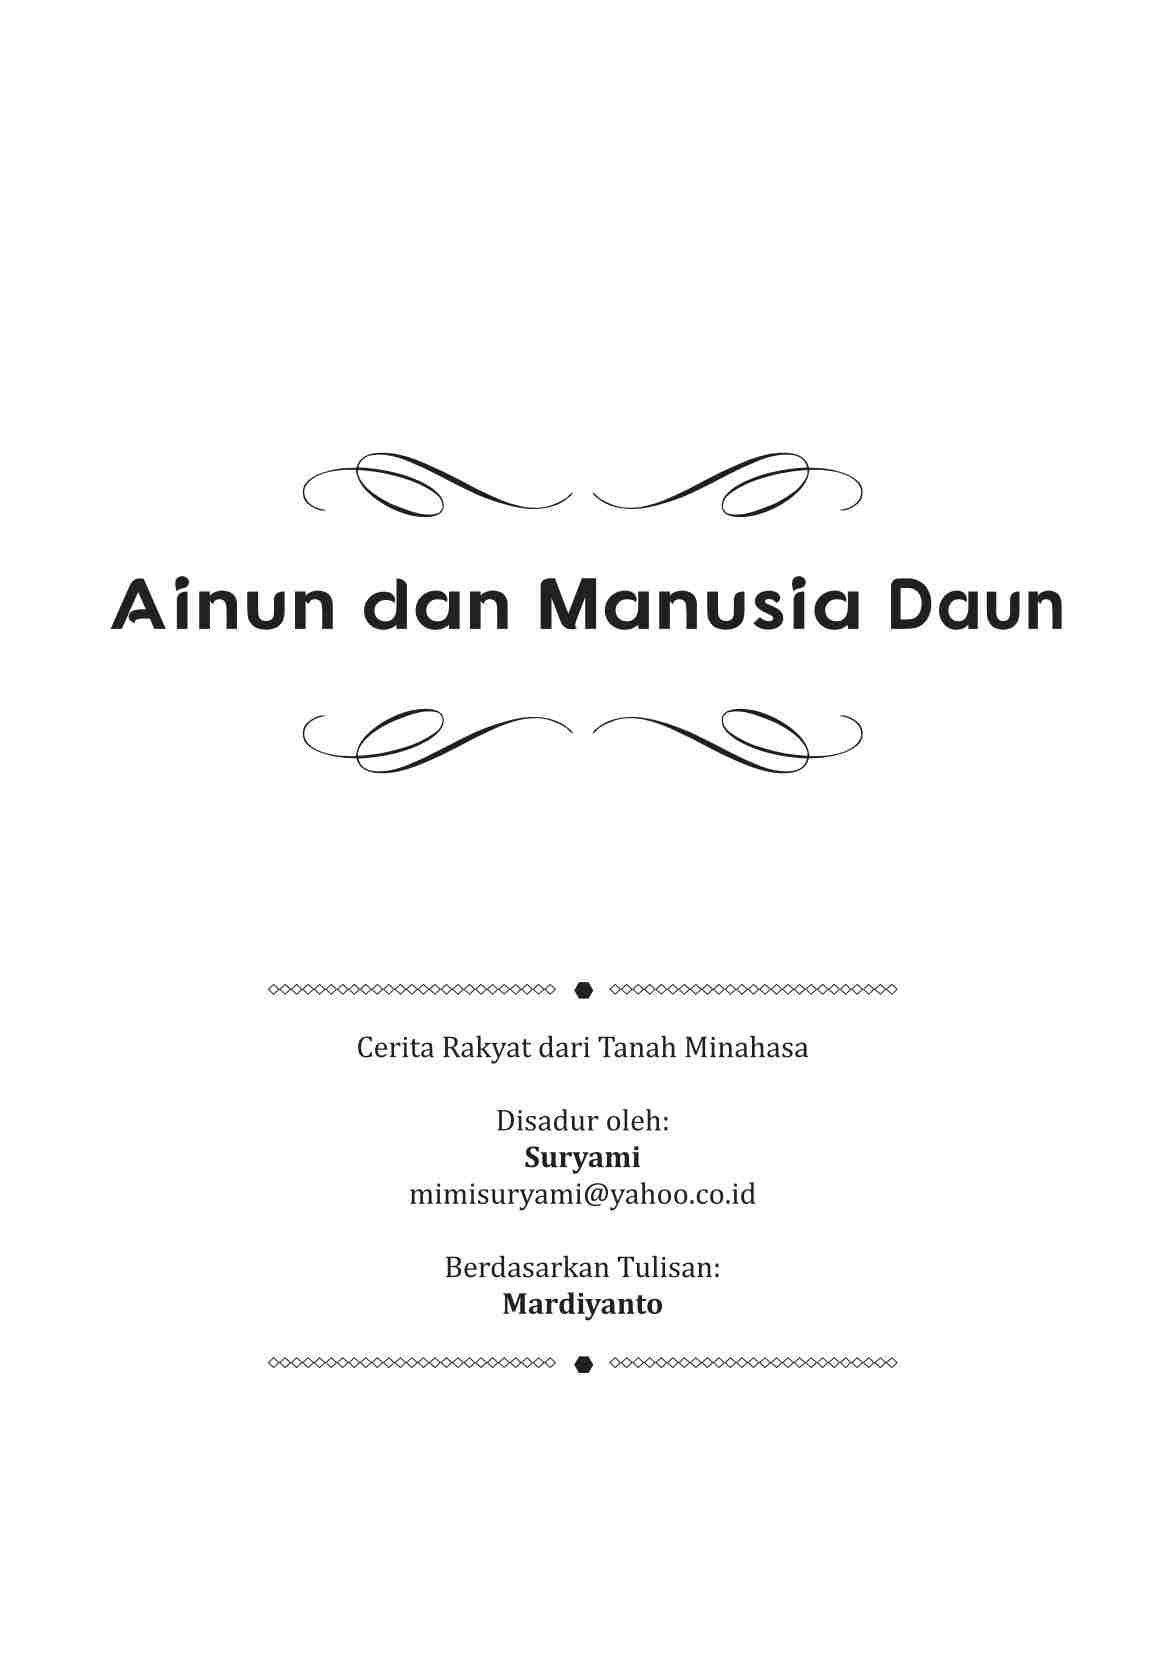 Ainun dan Manusia Daun
Cerita Rakyat dari Tanah Minahasa
Disadur oleh:
Suryami
mimisuryami@yahoo.co.id
Berdasarkan Tulisan:
Mardiyanto